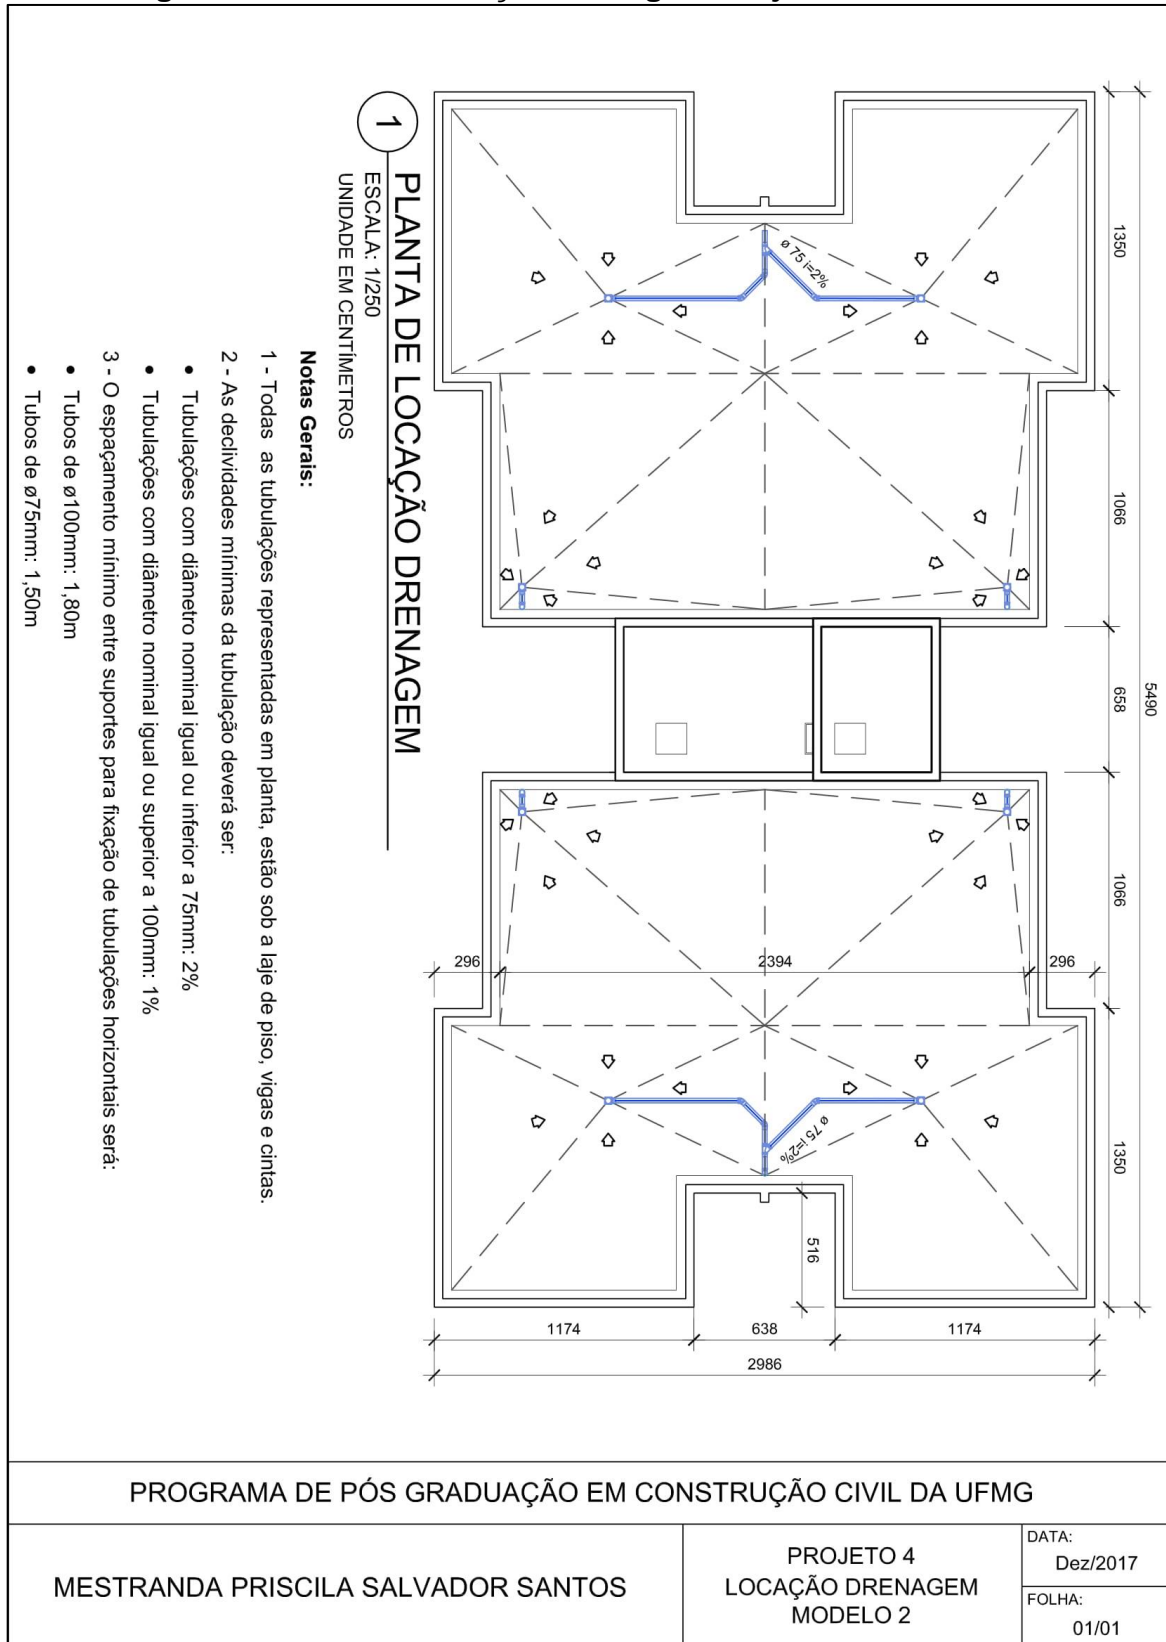 1
PLANTA DE LOCAÇÃO DRENAGEM
ESCALA: 1/250
UNIDADE EM CENTÍMETROS
Notas Gerais:
1 - Todas as tubulações representadas em planta, estão sob a laje de piso, vigas e cintas.
2 - As declividades mínimas da tubulação deverá ser:
• Tubulações com diâmetro nominal igual ou inferior a 75mm: 2%
• Tubulações com diâmetro nominal igual ou superior a 100mm: 1%
3 - O espaçamento mínimo entre suportes para fixação de tubulações horizontais será:
• Tubos de ø100mm: 1,80m
• Tubos de ø75mm: 1,50m
ø 75 i=2%
1350
1066
658
5490
1066
296
2394
296
1350
ø 75 i=2%
516
1174
638
1174
2986
PROGRAMA DE PÓS GRADUAÇÃO EM CONSTRUÇÃO CIVIL DA UFMG
MESTRANDA PRISCILA SALVADOR SANTOS
PROJETO 4
LOCAÇÃO DRENAGEM
MODELO 2
DATA:
Dez/2017
FOLHA:
01/01